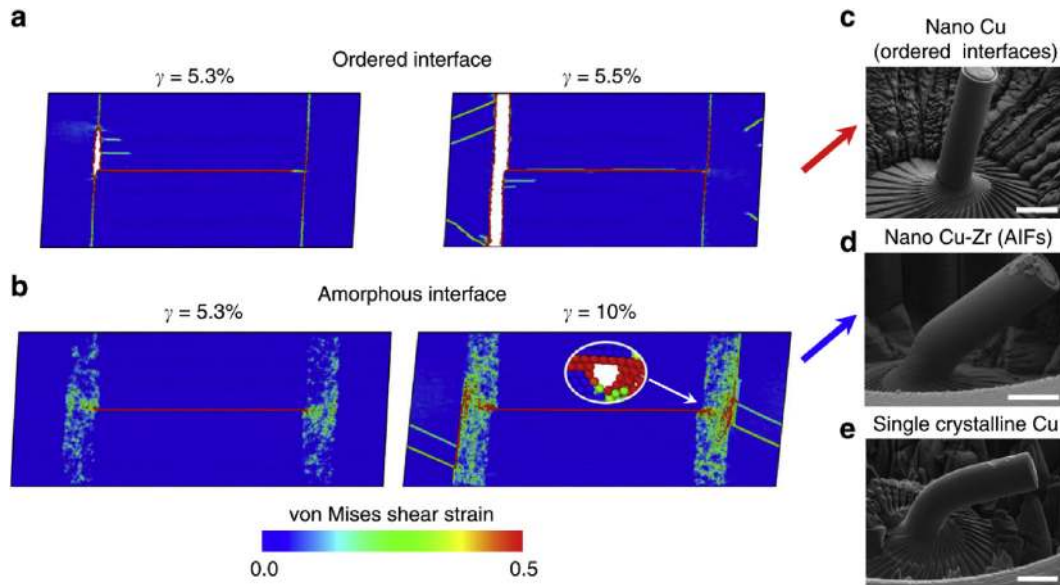 a
Ordered interface
γ = 5.3%
γ = 5.5%
b
Amorphous interface
γ = 5.3%
γ = 10%
von Mises shear strain
0.0
0.5
c
Nano Cu
(ordered interfaces)
d
Nano Cu-Zr (AIFs)
e
Single crystalline Cu